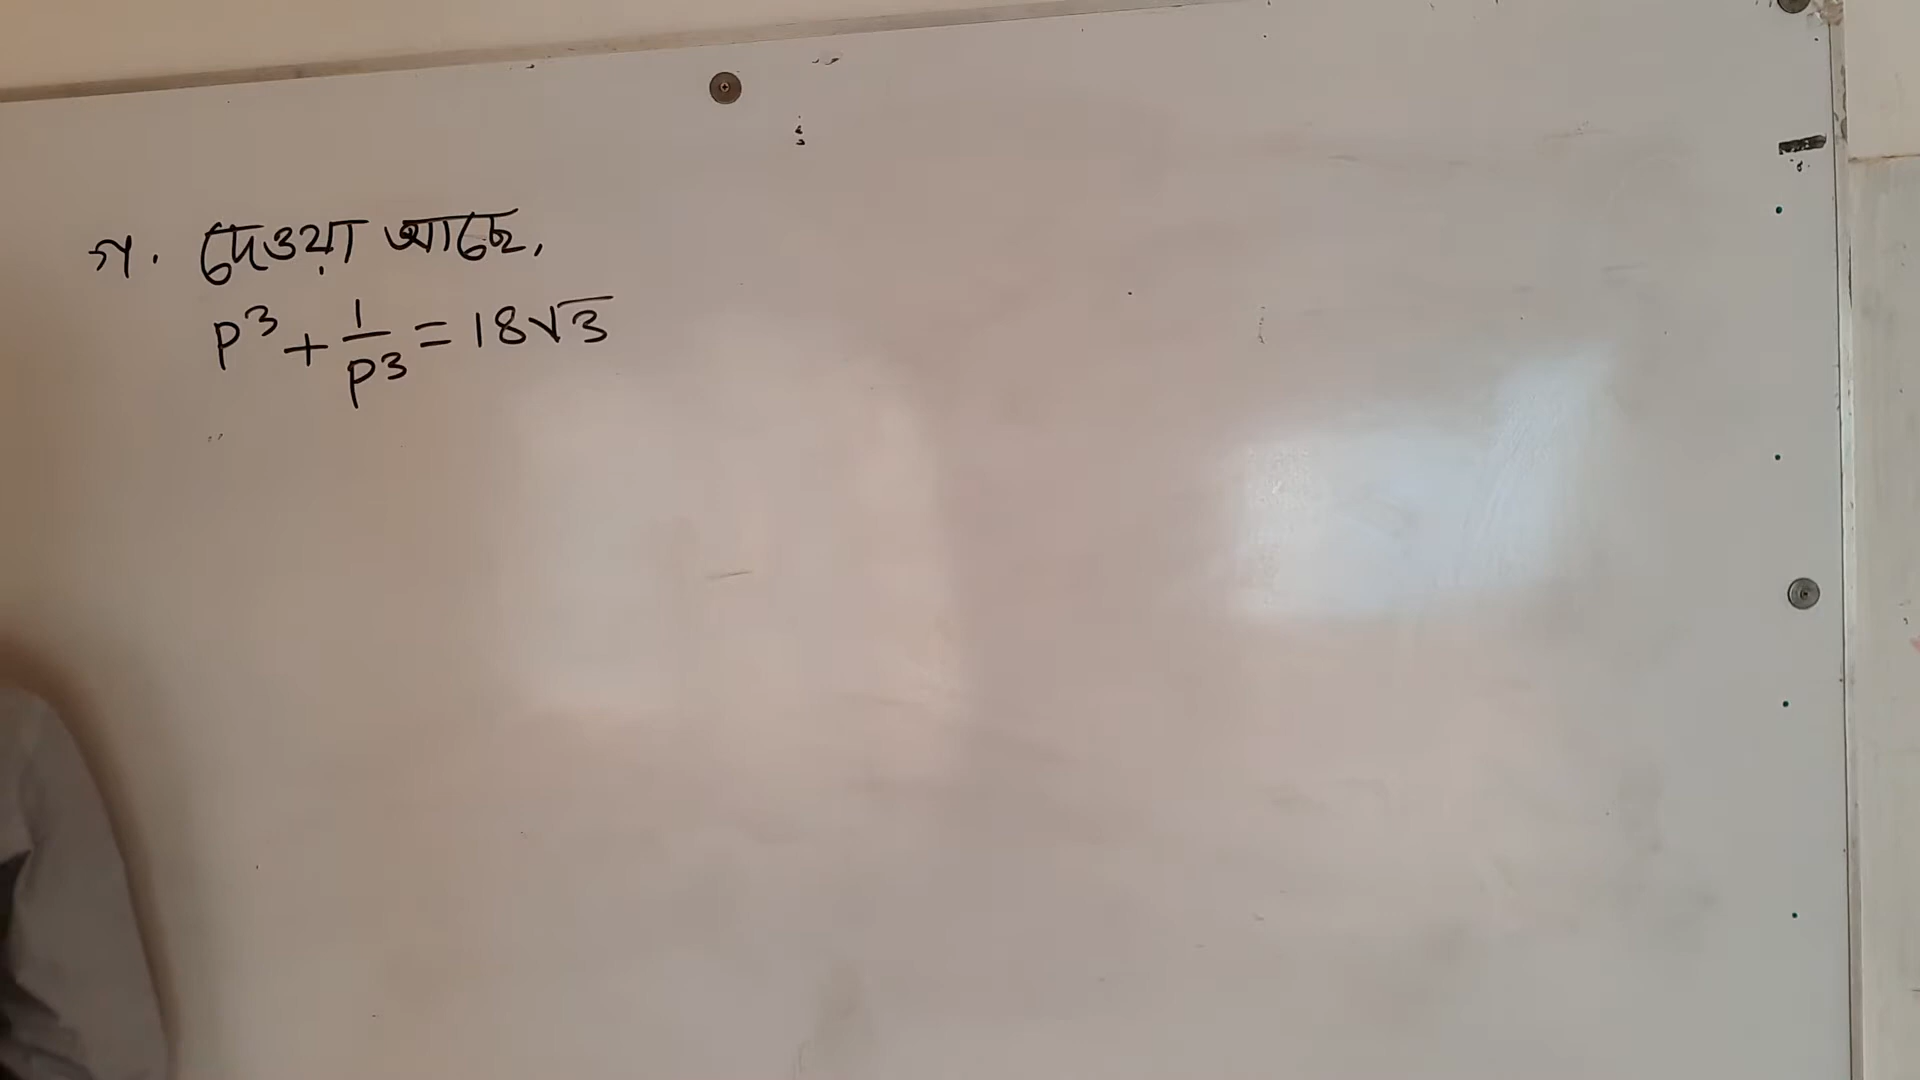 গ. দেওয়া আছে,
P³ + 1/P³ = 18√3